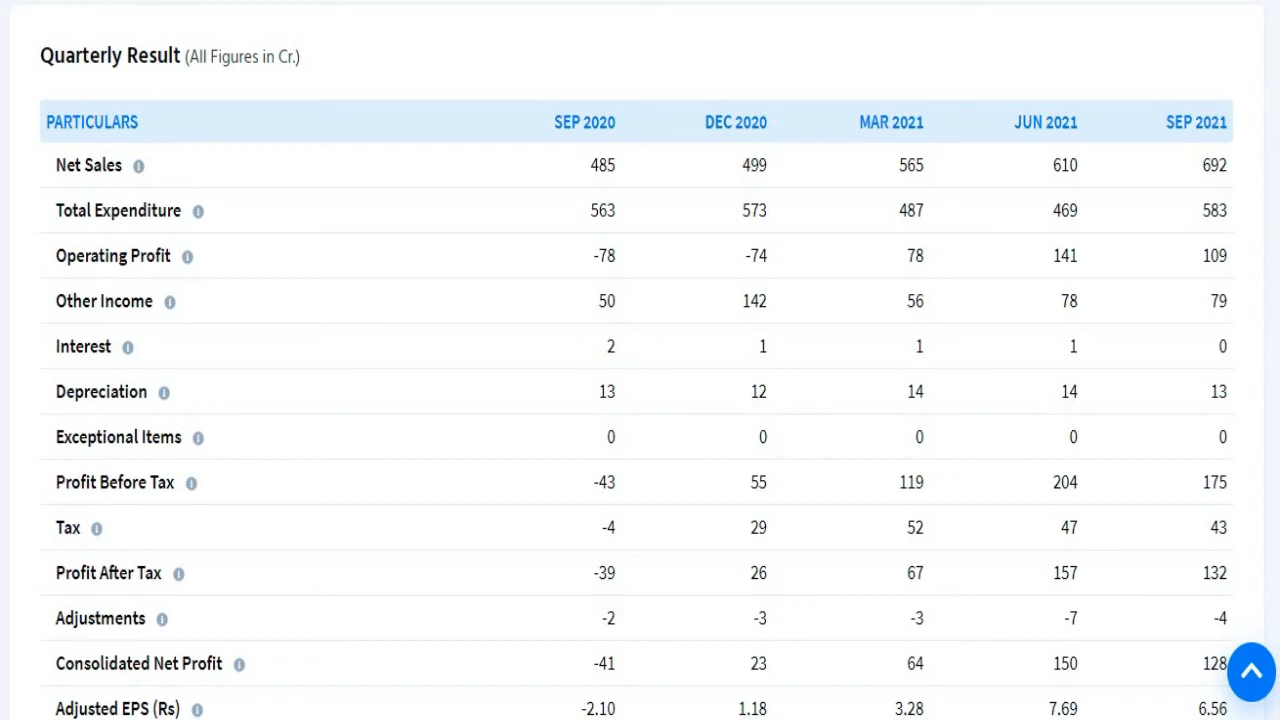 Quarterly Result (All Figures in Cr.)
PARTICULARS SEP 2020 DEC 2020 MAR 2021 JUN 2021 SEP 2021
Net Sales 485 499 565 610 692
Total Expenditure 563 573 487 469 583
Operating Profit -78 -74 78 141 109
Other Income 50 142 56 78 79
Interest 2 1 1 1 0
Depreciation 13 12 14 14 13
Exceptional Items 0 0 0 0 0
Profit Before Tax -43 55 119 204 175
Tax -4 29 52 47 43
Profit After Tax -39 26 67 157 132
Adjustments -2 -3 -3 -7 -4
Consolidated Net Profit -41 23 64 150 128
Adjusted EPS (Rs) -2.10 1.18 3.28 7.69 6.56